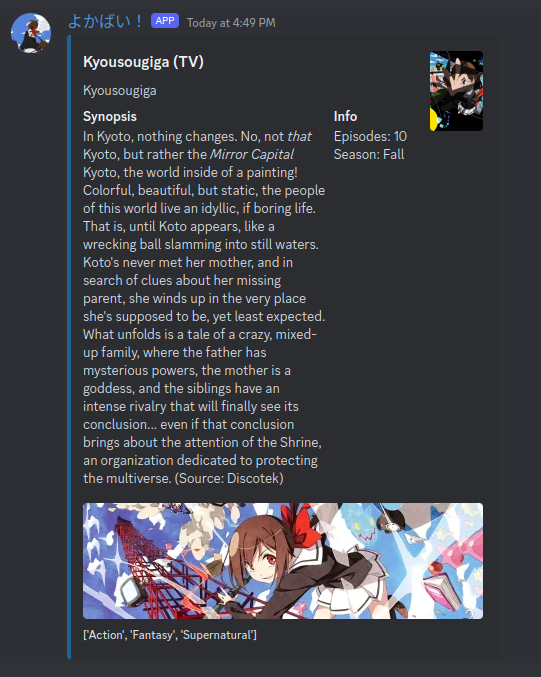 よかばい！ APP Today at 4:49 PM
Kyousougiga (TV)
Kyousougiga
Synopsis
In Kyoto, nothing changes. No, not that
Kyoto, but rather the Mirror Capital
Kyoto, the world inside of a painting!
Colorful, beautiful, but static, the people
of this world live an idyllic, if boring life.
That is, until Koto appears, like a
wrecking ball slamming into still waters.
Koto's never met her mother, and in
search of clues about her missing
parent, she winds up in the very place
she's supposed to be, yet least expected.
What unfolds is a tale of a crazy, mixed-
up family, where the father has
mysterious powers, the mother is a
goddess, and the siblings have an
intense rivalry that will finally see its
conclusion... even if that conclusion
brings about the attention of the Shrine,
an organization dedicated to protecting
the multiverse. (Source: Discotek)
Info
Episodes: 10
Season: Fall
['Action', 'Fantasy', 'Supernatural']